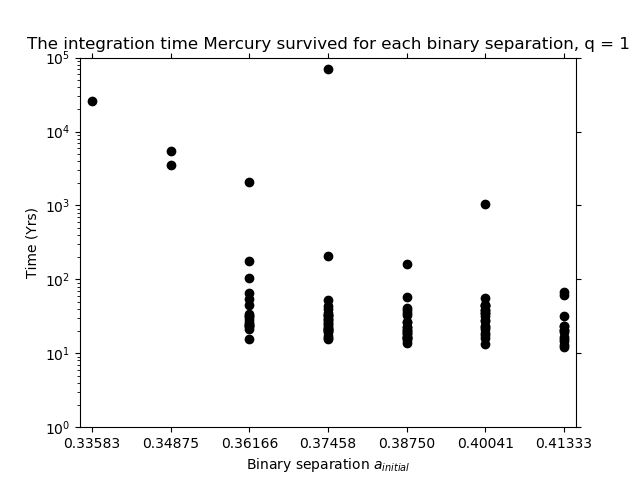 The integration time Mercury survived for each binary separation, q = 1
10^5
10^4
10^3
10^2
10^1
10^0
Time (Yrs)
0.33583 0.34875 0.36166 0.37458 0.38750 0.40041 0.41333
Binary separation a_{initial}